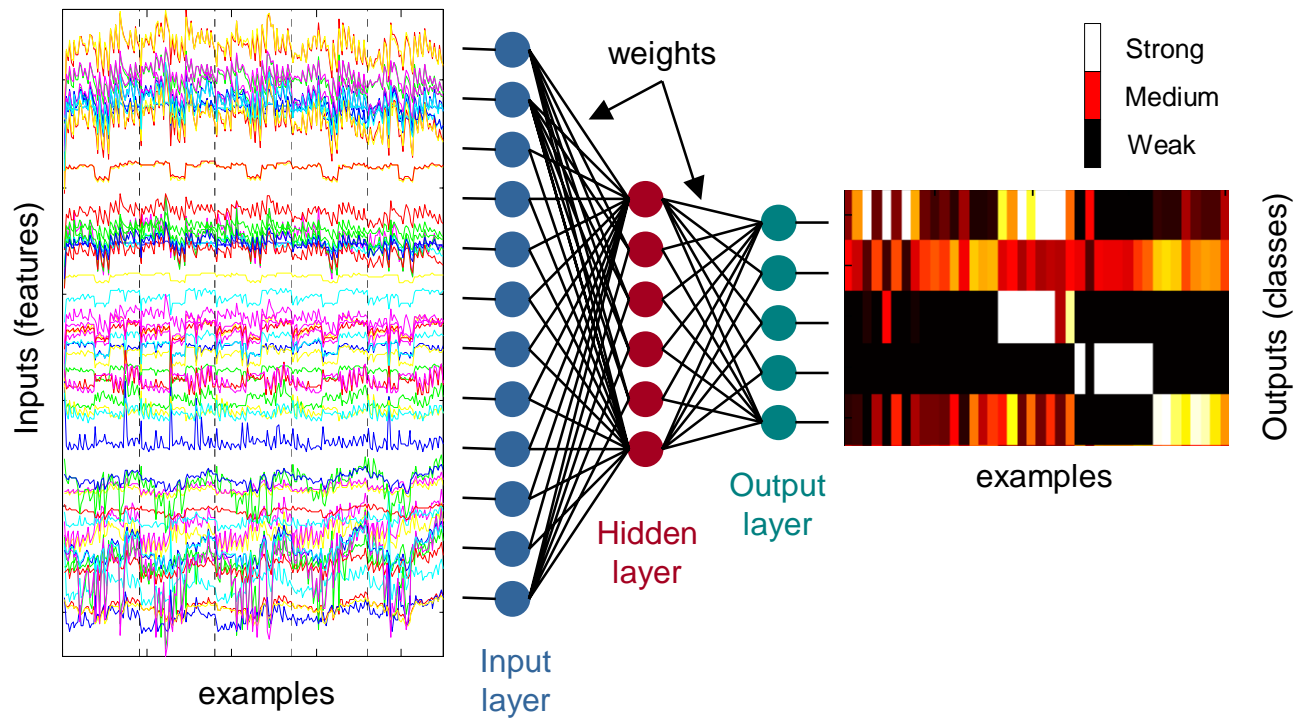 Inputs (features)
examples
Input
layer
weights
Hidden
layer
Output
layer
Strong
Medium
Weak
Outputs (classes)
examples